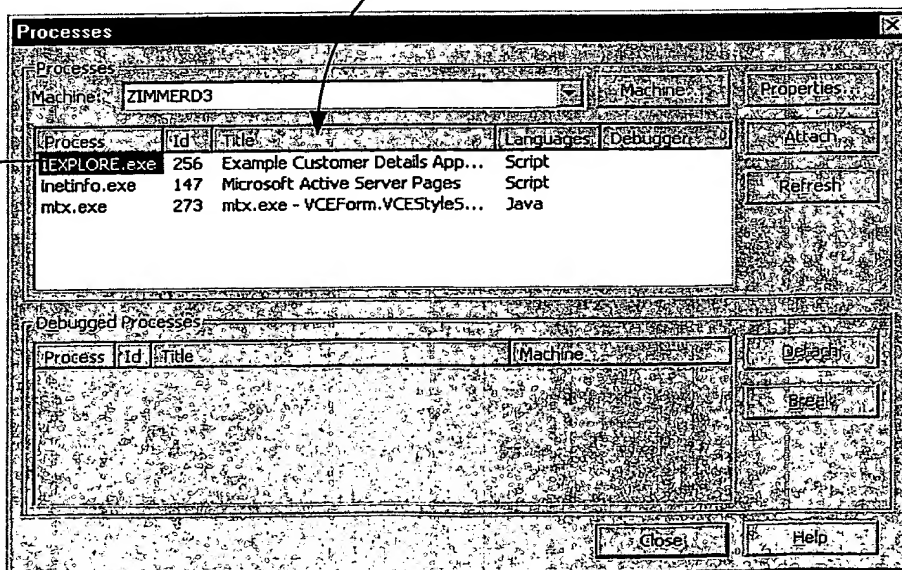 Processes
Processes
Machine: ZIMMERD3 Machine... Properties...
Process Id Title Languages Debugger Attach
IEXPLORE.exe 256 Example Customer Details App... Script
Refresh
inetinfo.exe 147 Microsoft Active Server Pages Script
mtx.exe 273 mtx.exe - VCEForm.VCEStyleS... Java
Debugged Processes
Process Id Title Machine Detach
Break
Close Help